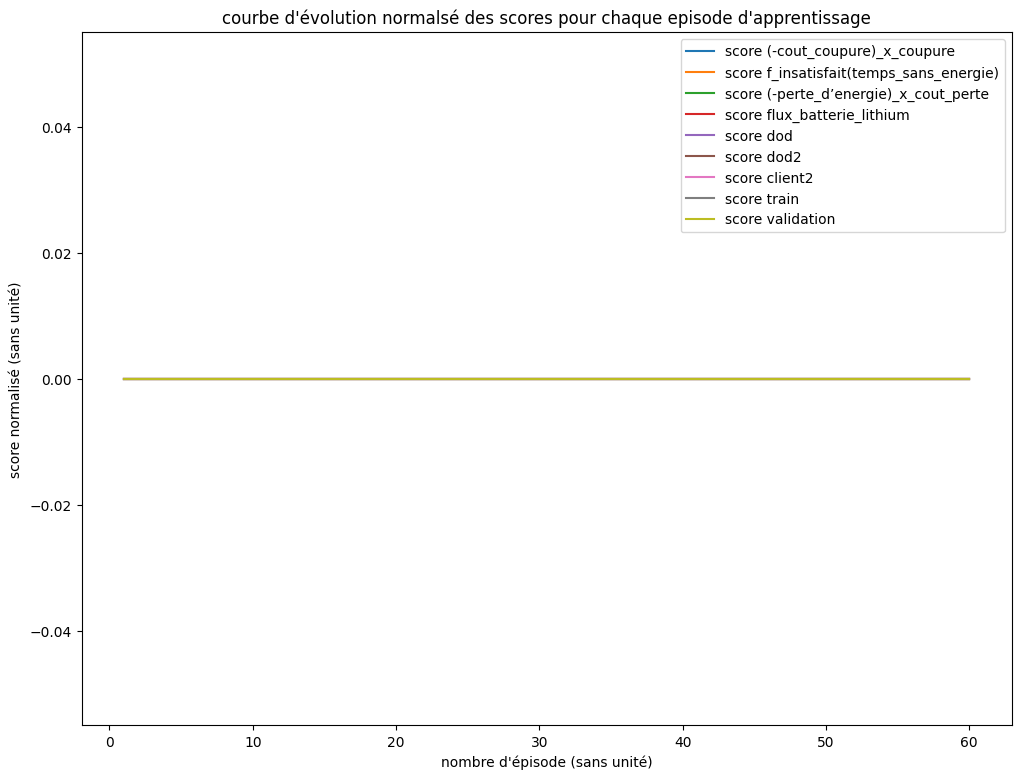 courbe d'évolution normalsé des scores pour chaque episode d'apprentissage
score (-cout_coupure)_x_coupure
score f_insatisfait(temps_sans_energie)
score (-perte_d’energie)_x_cout_perte
score flux_batterie_lithium
score dod
score dod2
score client2
score train
score validation
score normalisé (sans unité)
0.04
0.02
0.00
−0.02
−0.04
0 10 20 30 40 50 60
nombre d'épisode (sans unité)